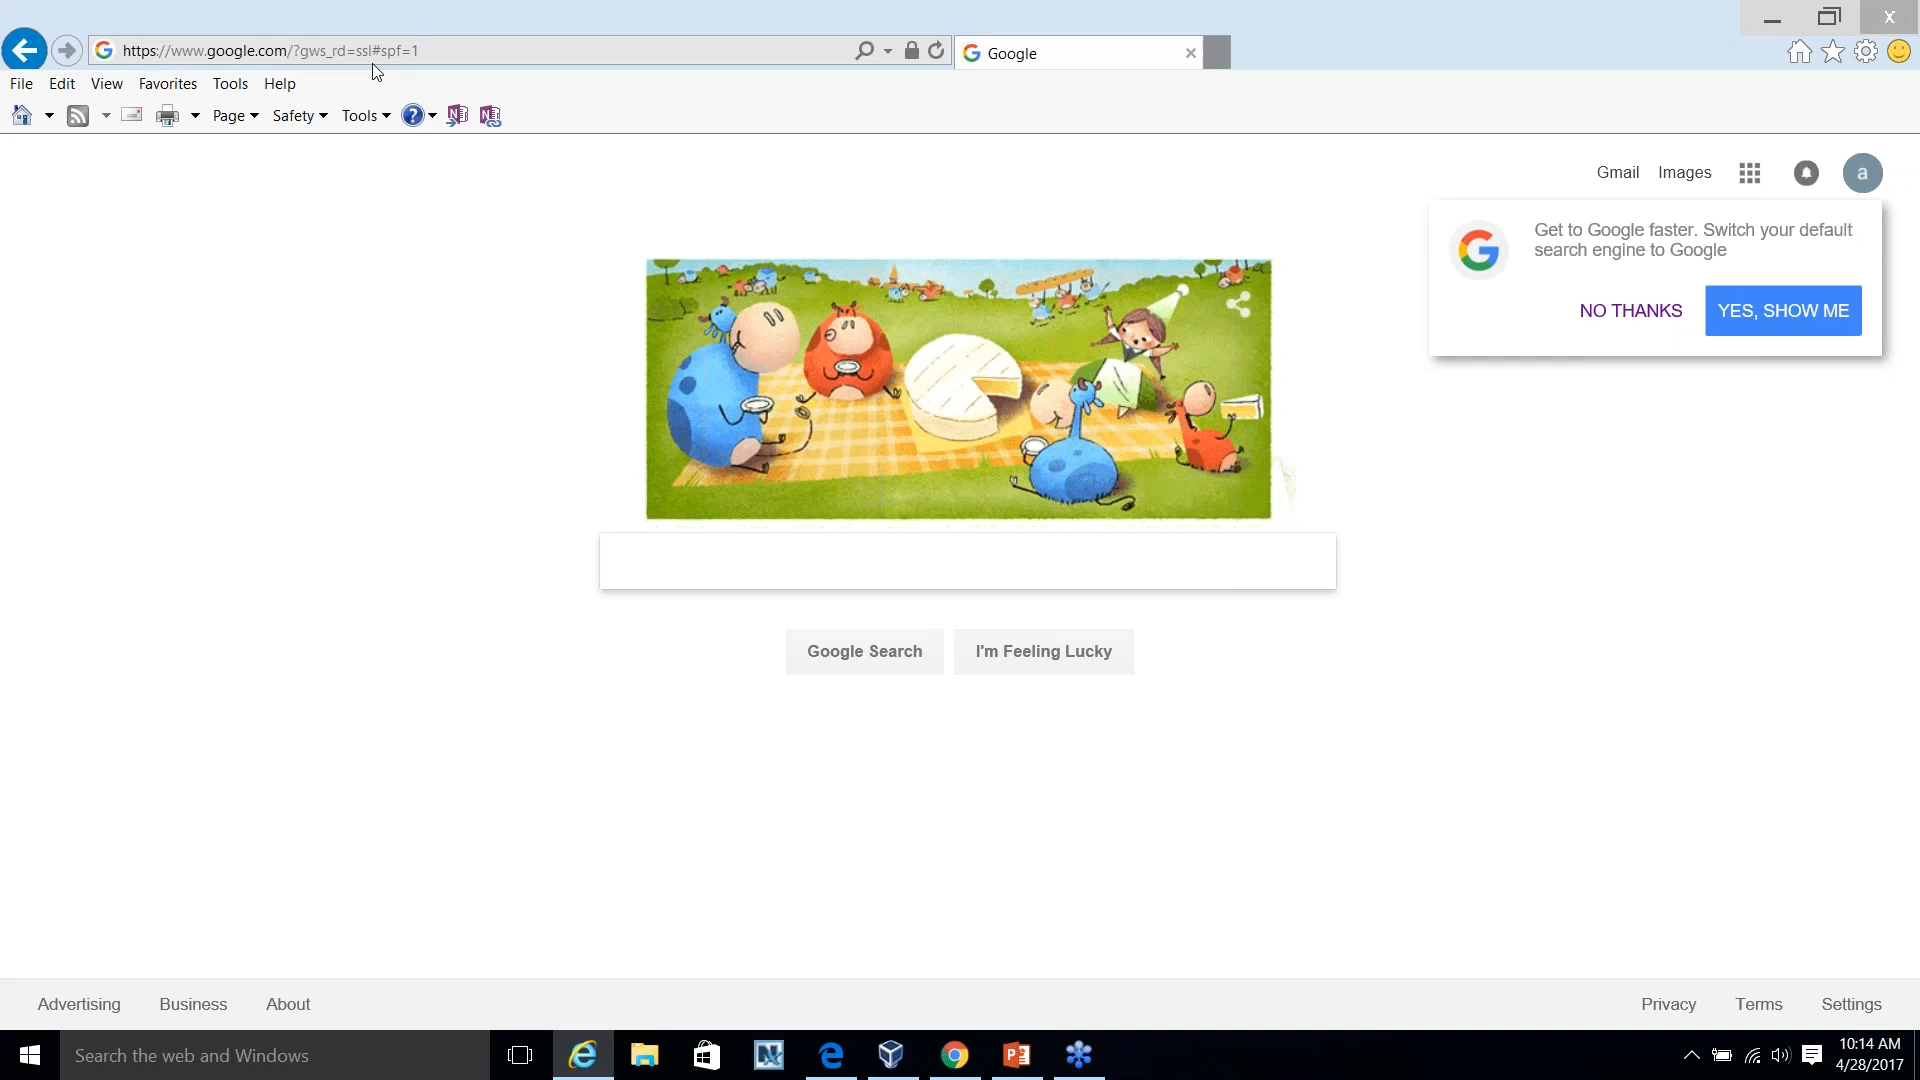 https://www.google.com/?gws_rd=ssl#spf=1
Google
File Edit View Favorites Tools Help
Page Safety Tools
Gmail Images
a
Get to Google faster. Switch your default
search engine to Google
NO THANKS YES, SHOW ME
Google Search I'm Feeling Lucky
Advertising Business About Privacy Terms Settings
Search the web and Windows
10:14 AM
4/28/2017